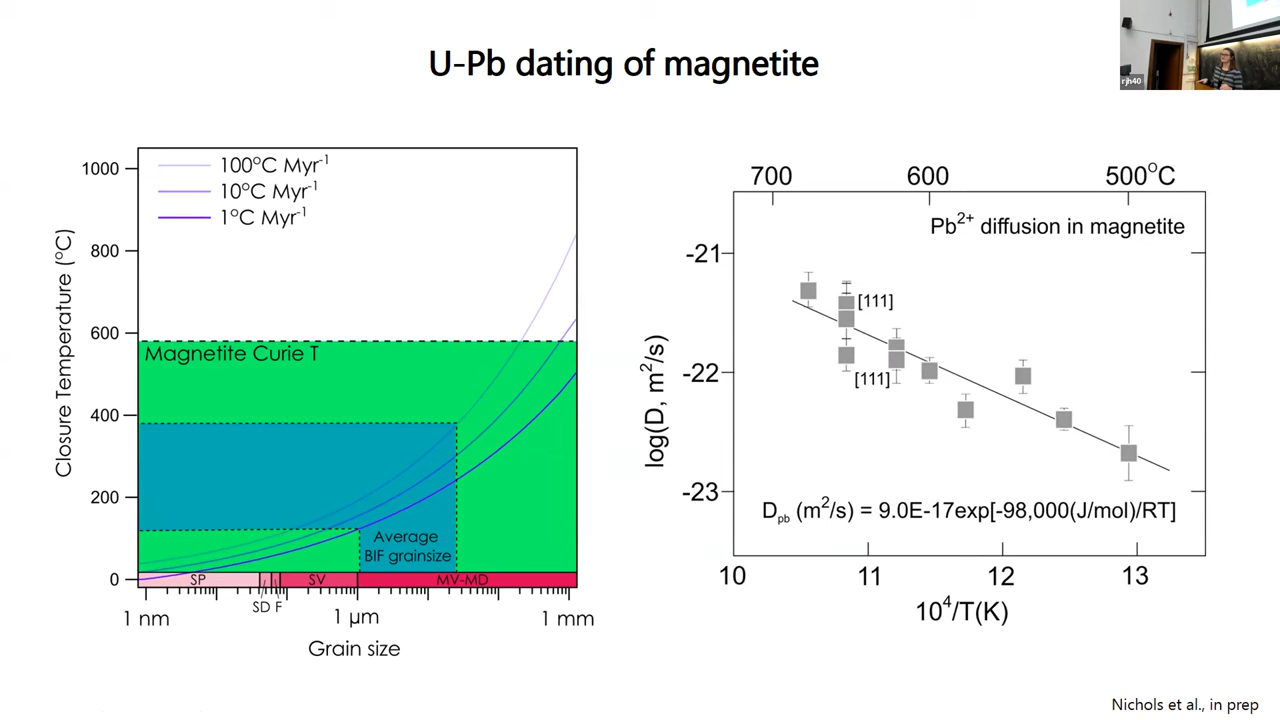 U-Pb dating of magnetite
rjh40
1000
800
600
400
200
0
Closure Temperature (°C)
100°C Myr⁻¹
10°C Myr⁻¹
1°C Myr⁻¹
Magnetite Curie T
Average
BIF grainsize
SP
SD F
SV
MV-MD
1 nm
1 µm
1 mm
Grain size
700
600
500°C
Pb²⁺ diffusion in magnetite
-21
-22
-23
log(D, m²/s)
[111]
[111]
Dpb (m²/s) = 9.0E-17exp[-98,000(J/mol)/RT]
10
11
12
13
10⁴/T(K)
Nichols et al., in prep